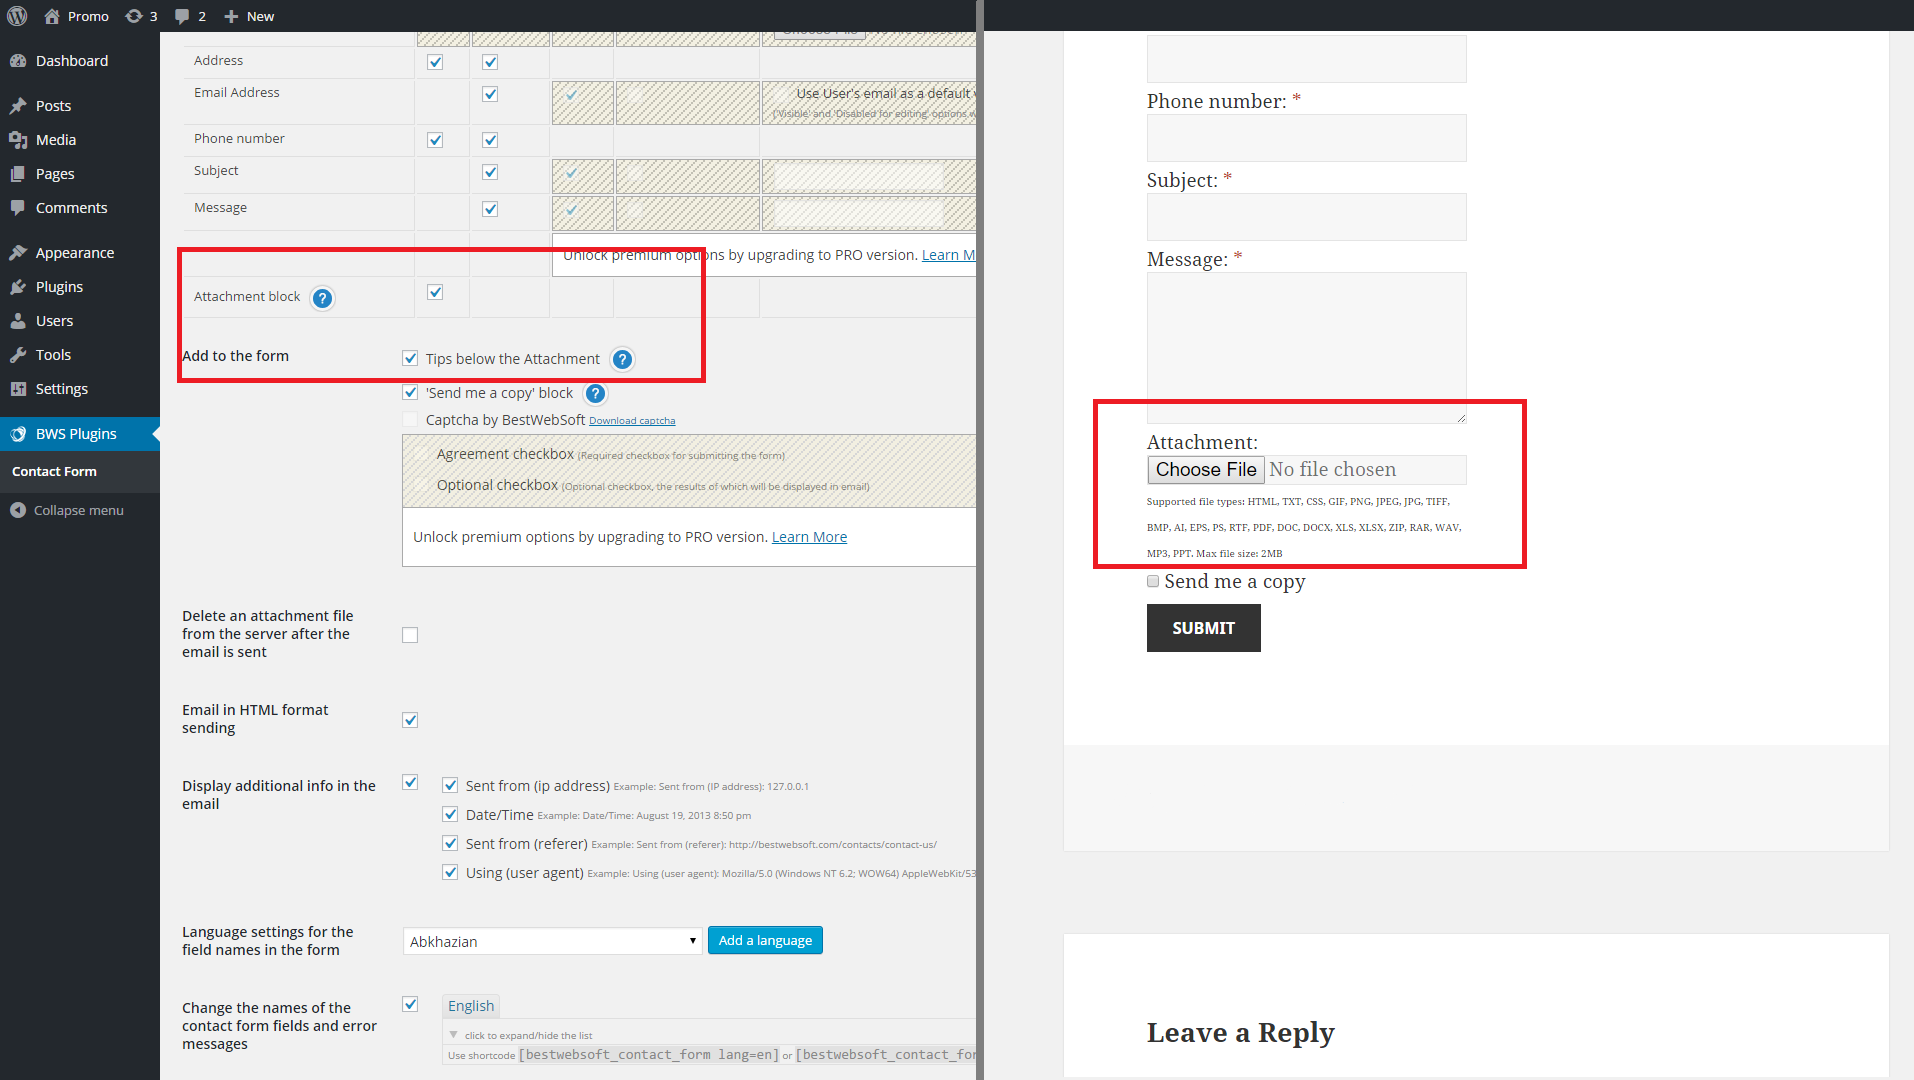 Promo 3 2 New
Dashboard
Posts
Media
Pages
Comments
Appearance
Plugins
Users
Tools
Settings
BWS Plugins
Contact Form
Collapse menu
Address
Email Address
Use User's email as a default
('Visible' and 'Disabled for editing' options
Phone number
Subject
Message
Unlock premium options by upgrading to PRO version. Learn M
Attachment block ?
Add to the form
Tips below the Attachment ?
'Send me a copy' block ?
Captcha by BestWebSoft Download captcha
Agreement checkbox (Required checkbox for submitting the form)
Optional checkbox (Optional checkbox, the results of which will be displayed in email)
Unlock premium options by upgrading to PRO version. Learn More
Delete an attachment file
from the server after the
email is sent
Email in HTML format
sending
Display additional info in the
email
Sent from (ip address) Example: Sent from (IP address): 127.0.0.1
Date/Time Example: Date/Time: August 19, 2013 8:50 pm
Sent from (referer) Example: Sent from (referer): http://bestwebsoft.com/contacts/contact-us/
Using (user agent) Example: Using (user agent): Mozilla/5.0 (Windows NT 6.2; WOW64) AppleWebKit/53
Language settings for the
field names in the form
Abkhazian
Add a language
Change the names of the
contact form fields and error
messages
English
click to expand/hide the list
Use shortcode [bestwebsoft_contact_form lang=en] or [bestwebsoft_contact_for
Phone number: *
Subject: *
Message: *
Attachment:
Choose File No file chosen
Supported file types: HTML, TXT, CSS, GIF, PNG, JPEG, JPG, TIFF,
BMP, AI, EPS, PS, RTF, PDF, DOC, DOCX, XLS, XLSX, ZIP, RAR, WAV,
MP3, PPT. Max file size: 2MB
Send me a copy
SUBMIT
Leave a Reply